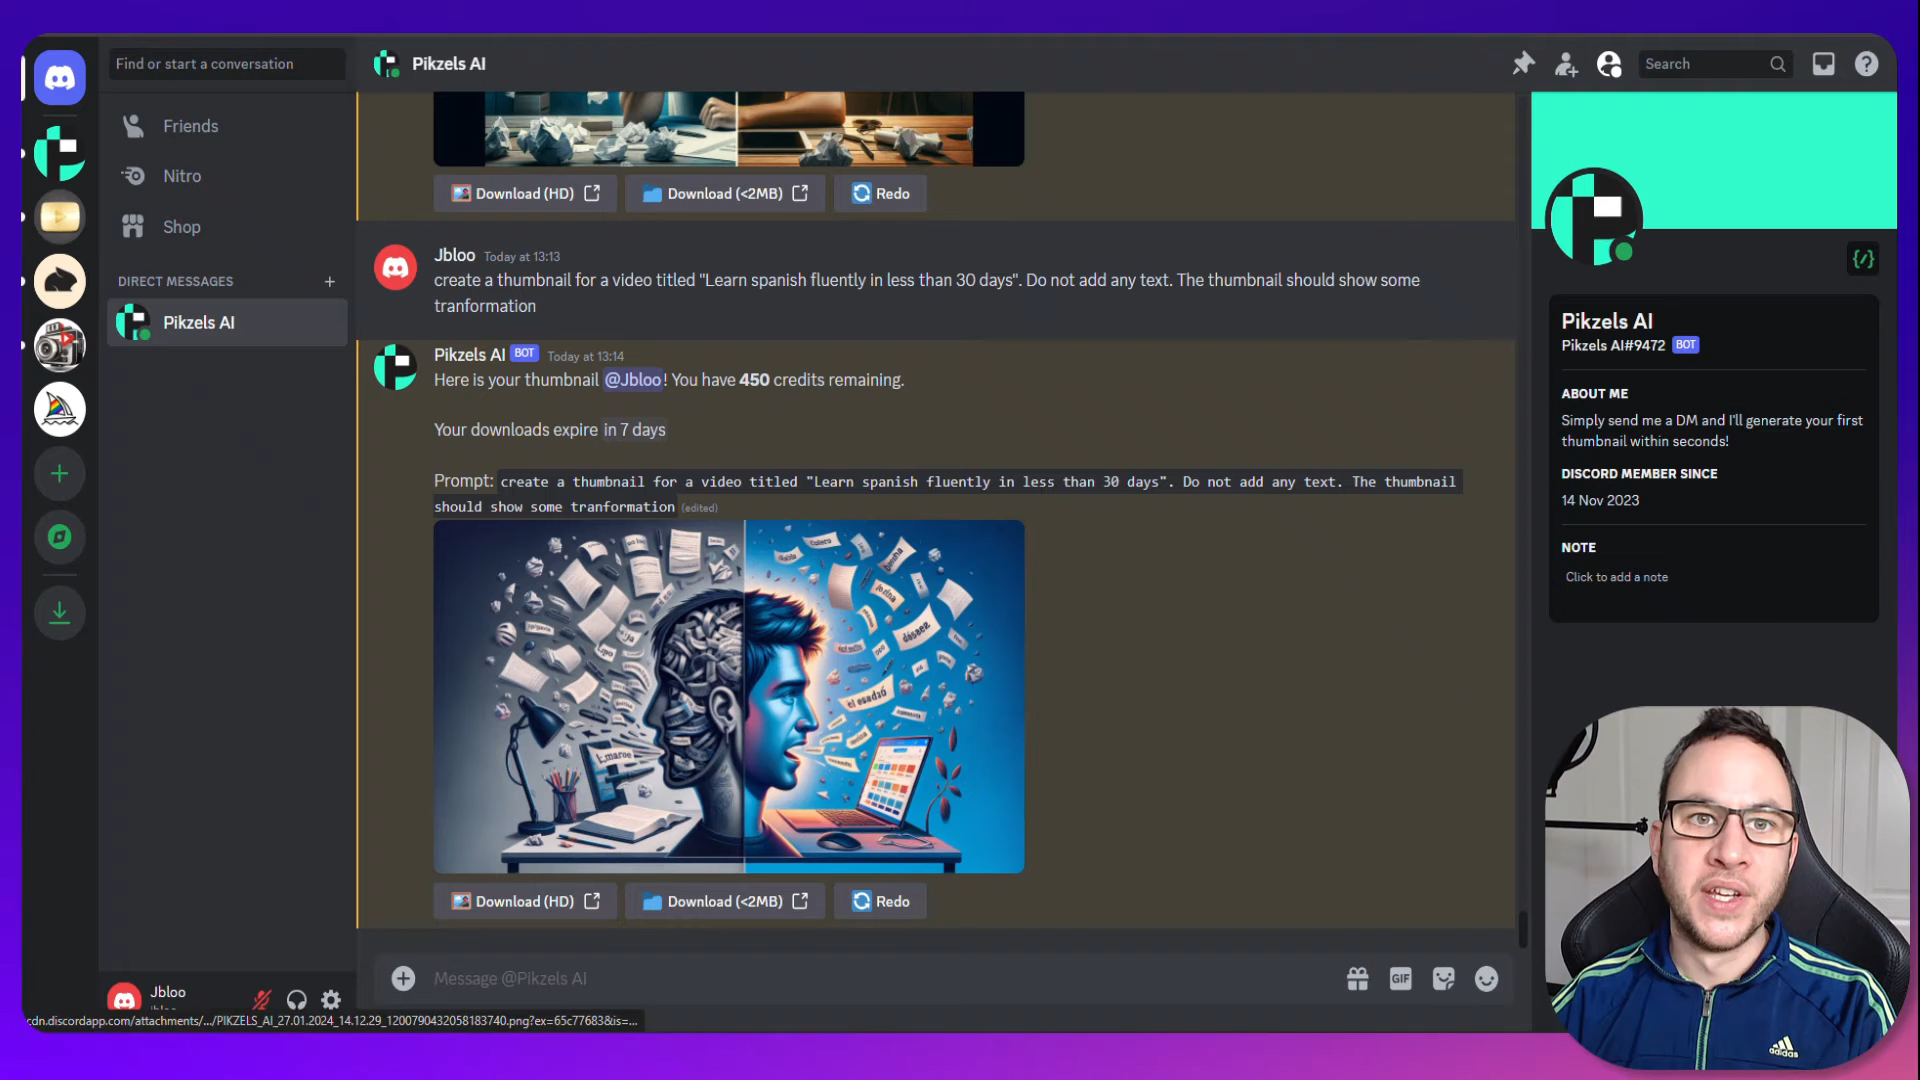 Find or start a conversation
Pikzels AI
Search
Friends
Nitro
Shop
DIRECT MESSAGES
Pikzels AI
Download (HD)
Download (<2MB)
Redo
Jbloo Today at 13:13
create a thumbnail for a video titled "Learn spanish fluently in less than 30 days". Do not add any text. The thumbnail should show some
tranformation
Pikzels AI BOT Today at 13:14
Here is your thumbnail @Jbloo! You have 450 credits remaining.
Your downloads expire in 7 days
Prompt: create a thumbnail for a video titled "Learn spanish fluently in less than 30 days". Do not add any text. The thumbnail
should show some tranformation (edited)
Download (HD)
Download (<2MB)
Redo
Message @Pikzels AI
GIF
Jbloo
cdn.discordapp.com/attachments/.../PIKZELS_AI_27.01.2024_14.12.29_1200790432058183740.png?ex=65c77683&is=...
Pikzels AI
Pikzels AI#9472 BOT
ABOUT ME
Simply send me a DM and I'll generate your first
thumbnail within seconds!
DISCORD MEMBER SINCE
14 Nov 2023
NOTE
Click to add a note
adidas